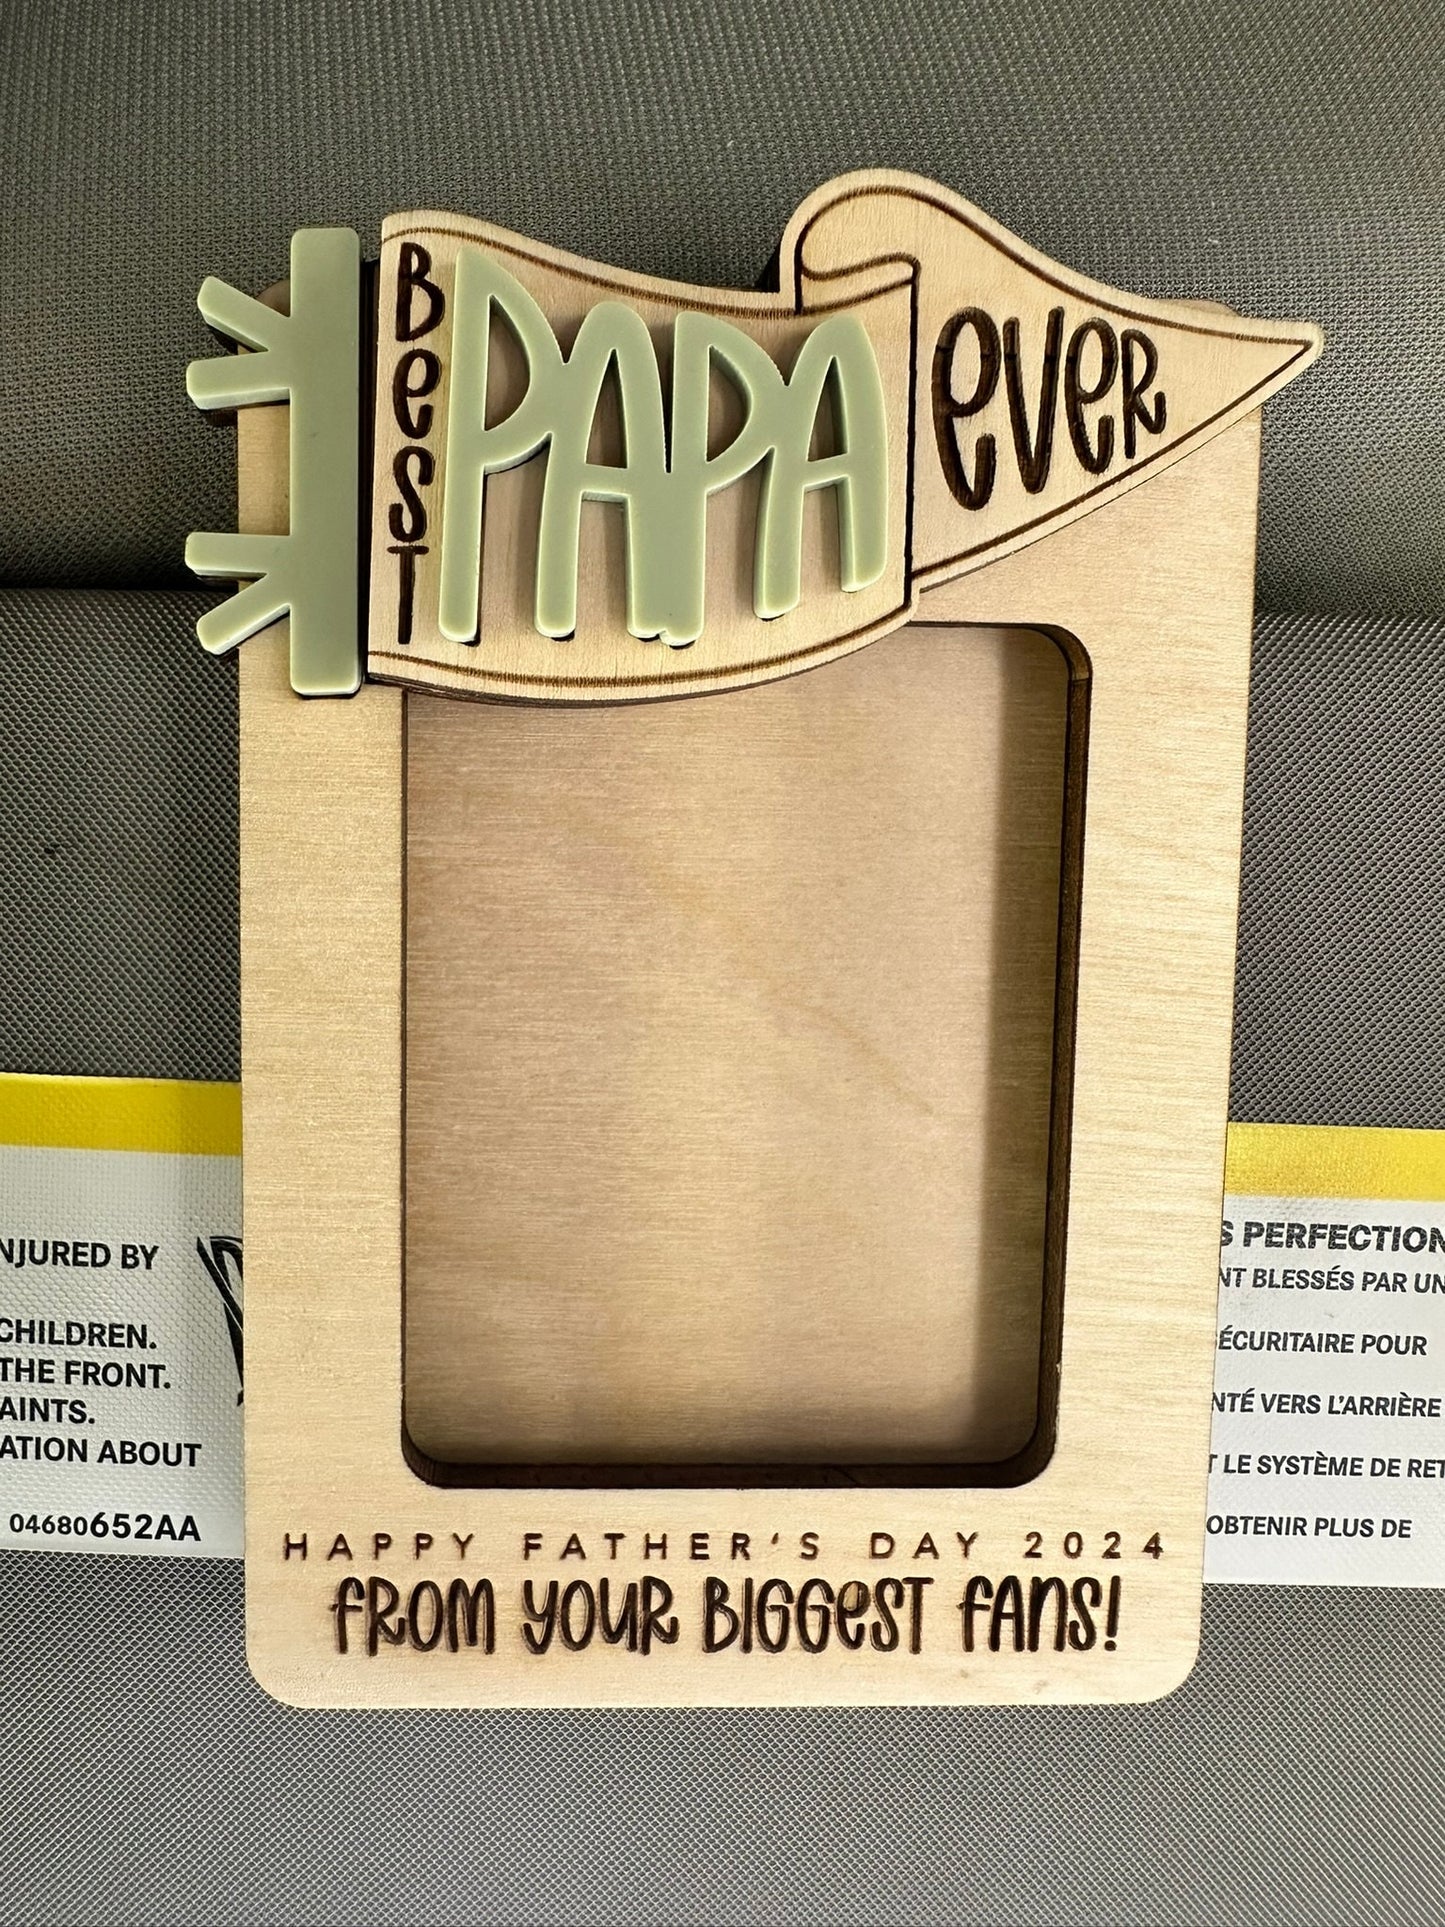 BeST
PAPA
eVeR
NJURED BY
CHILDREN.
THE FRONT.
AINTS.
ATION ABOUT
04680652AA
S PERFECTION
NT BLESSÉS PAR UN
ÉCURITAIRE POUR
NTÉ VERS L'ARRIÈRE
T LE SYSTÈME DE RET
OBTENIR PLUS DE
HAPPY FATHER'S DAY 2024
fROM YOUR BIGGeST fANS!